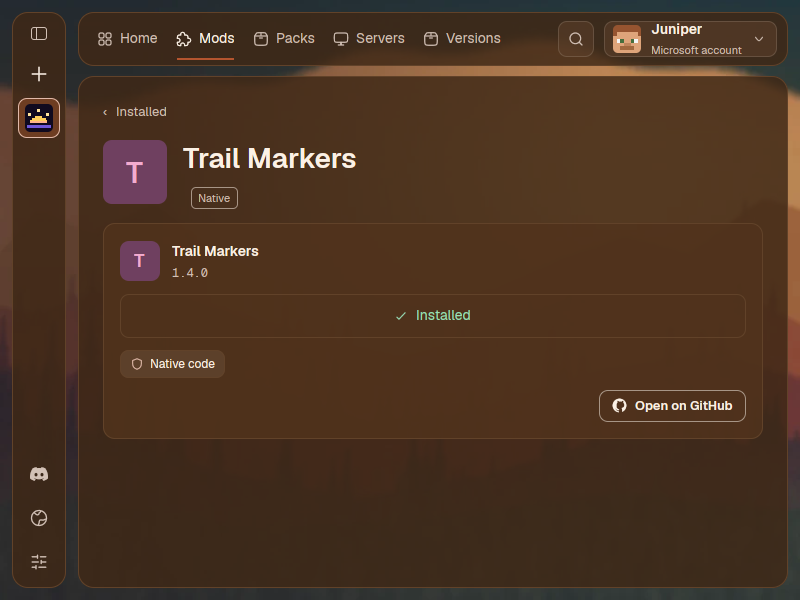 Home
Mods
Packs
Servers
Versions
Juniper
Microsoft account
‹ Installed
T
Trail Markers
Native
T
Trail Markers
1.4.0
Installed
Native code
Open on GitHub